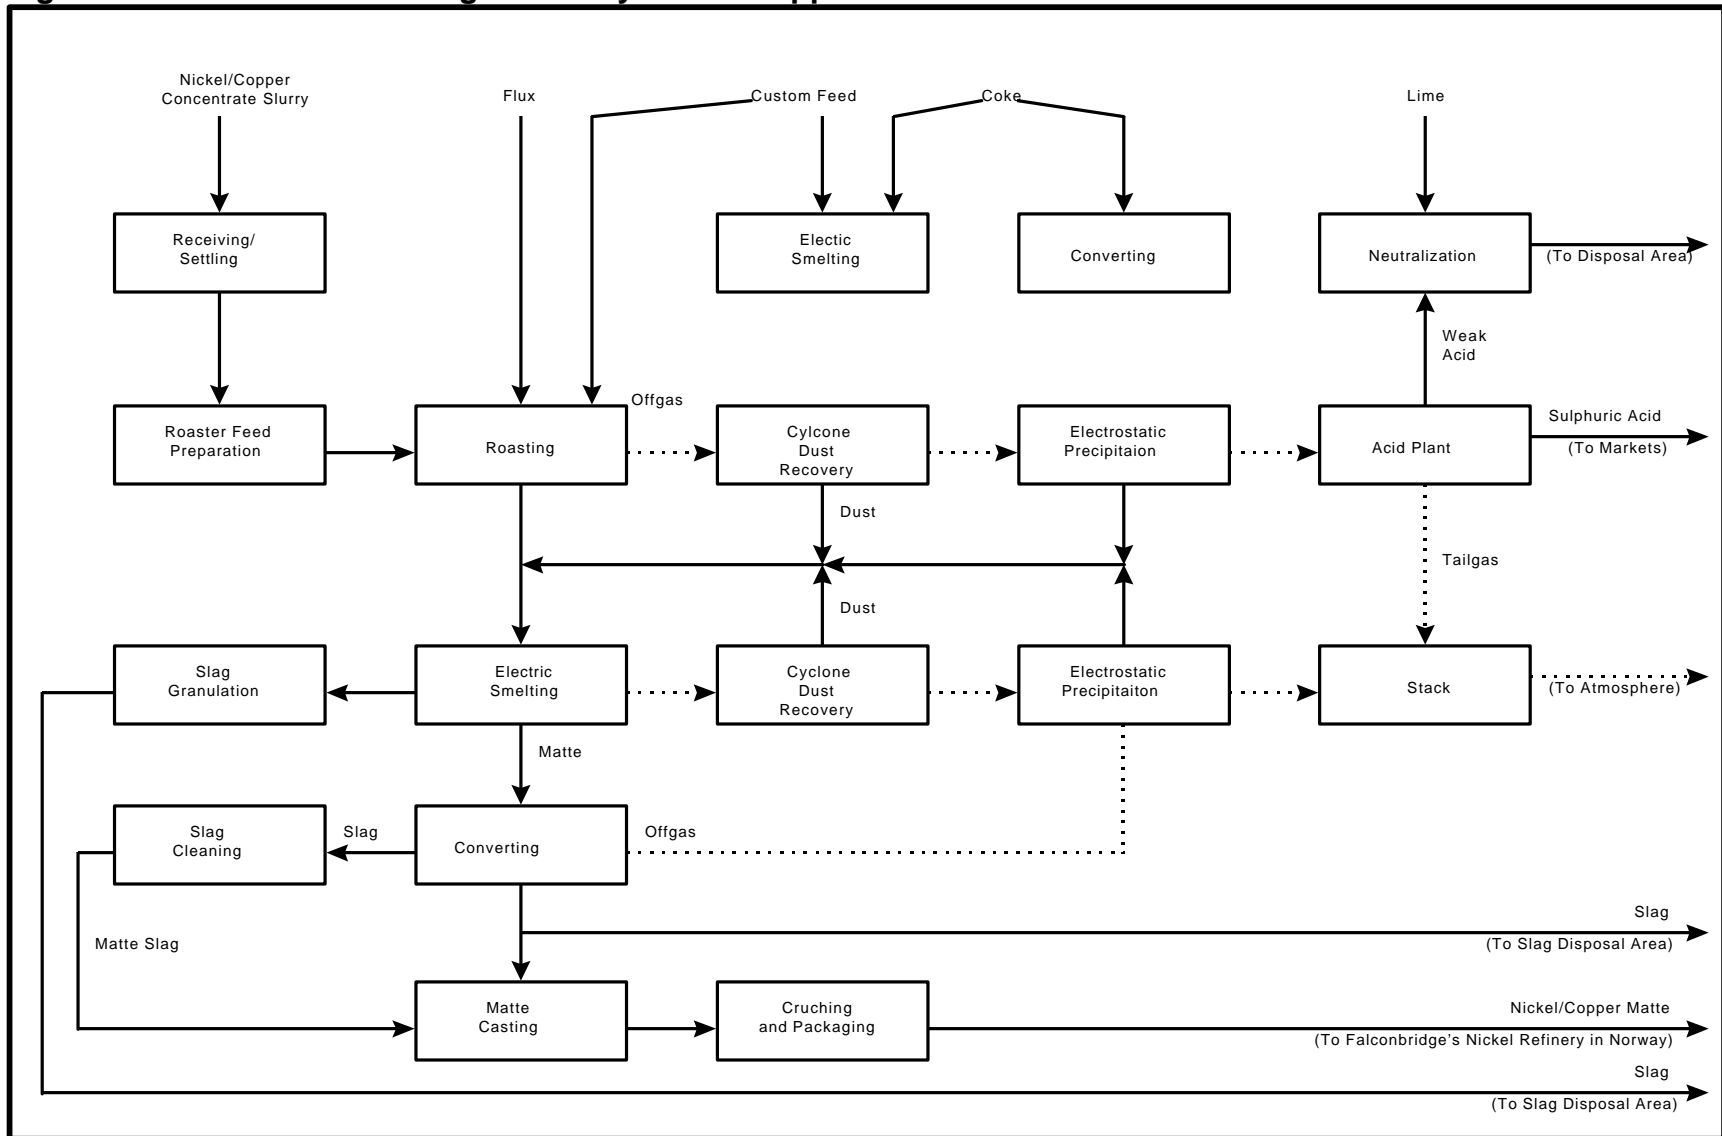 Nickel/Copper
Concentrate Slurry
Flux
Custom Feed
Coke
Lime
Receiving/
Settling
Electic
Smelting
Converting
Neutralization
(To Disposal Area)
Weak
Acid
Roaster Feed
Preparation
Roasting
Offgas
Cylcone
Dust
Recovery
Electrostatic
Precipitaion
Acid Plant
Sulphuric Acid
(To Markets)
Dust
Tailgas
Dust
Slag
Granulation
Electric
Smelting
Cyclone
Dust
Recovery
Electrostatic
Precipitaiton
Stack
(To Atmosphere)
Matte
Slag
Cleaning
Slag
Converting
Offgas
Slag
(To Slag Disposal Area)
Matte Slag
Matte
Casting
Cruching
and Packaging
Nickel/Copper Matte
(To Falconbridge's Nickel Refinery in Norway)
Slag
(To Slag Disposal Area)